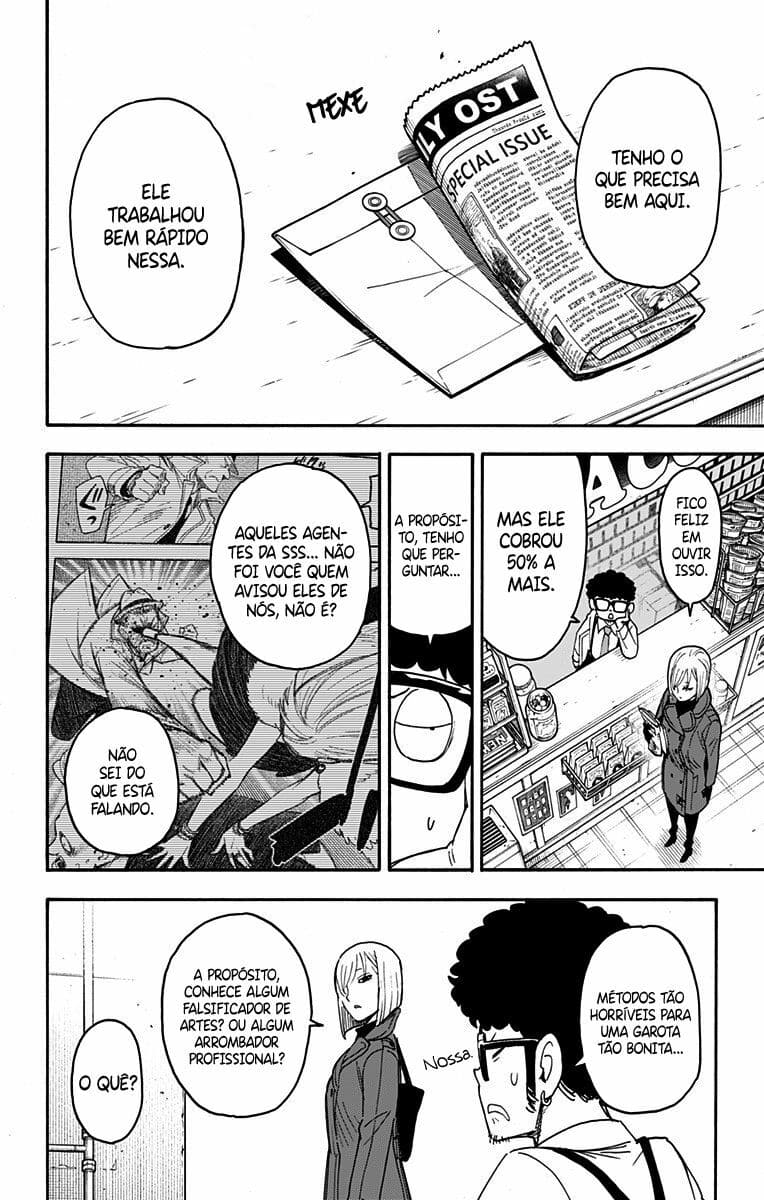 TENHO O
QUE PRECISA
BEM AQUI.
MEXE
ILY OST
SPECIAL ISSUE
ELE
TRABALHOU
BEM RÁPIDO
NESSA.
FICO
FELIZ
EM
OUVIR
ISSO.
MAS ELE
COBROU
50% A
MAIS.
A PROPÓSI-
TO, TENHO
QUE PER-
GUNTAR...
AQUELES AGEN-
TES DA SSS... NÃO
FOI VOCÊ QUEM
AVISOU ELES DE
NÓS, NÃO É?
NÃO
SEI DO
QUE ESTÁ
FALANDO.
MÉTODOS TÃO
HORRÍVEIS PARA
UMA GAROTA
TÃO BONITA...
Nossa.
A PROPÓSITO,
CONHECE ALGUM
FALSIFICADOR DE
ARTES? OU ALGUM
ARROMBADOR
PROFISSIONAL?
O QUÊ?